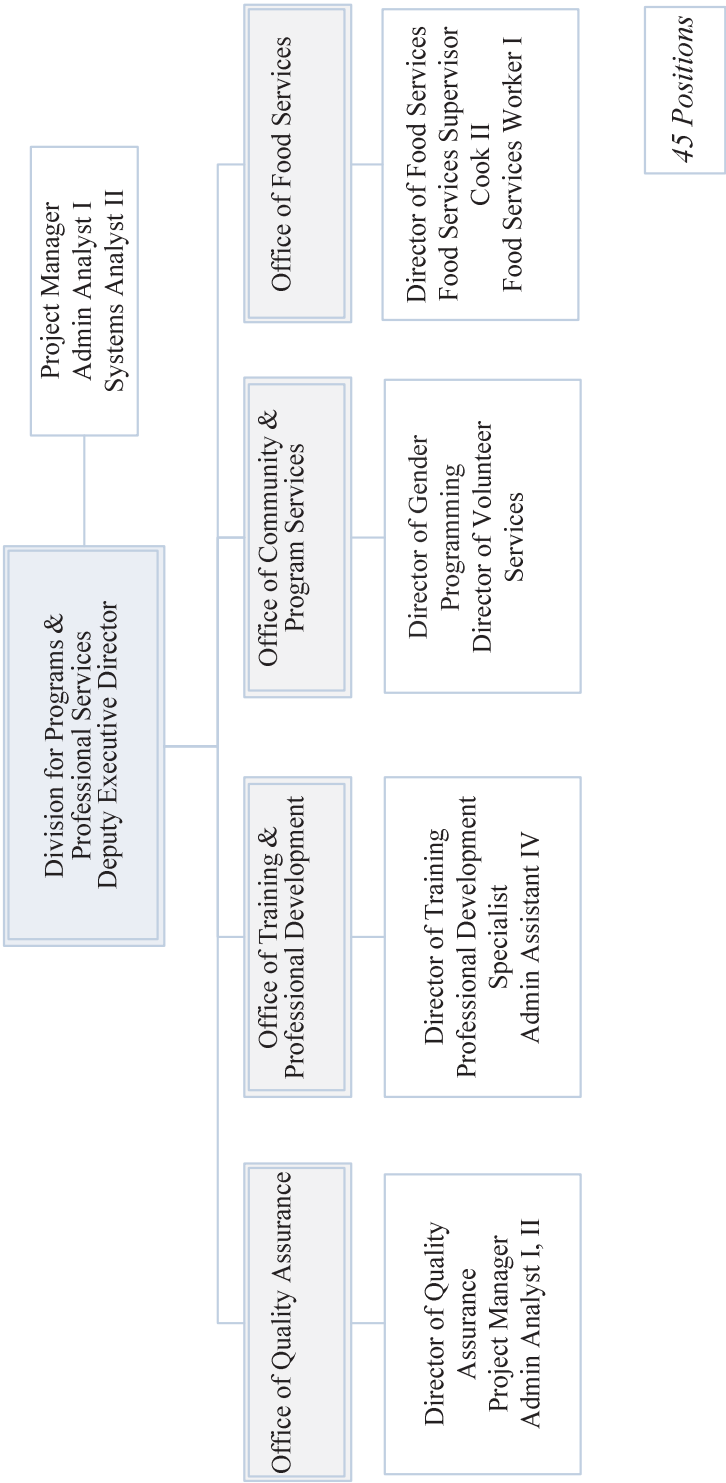 Division for Programs &
Professional Services
Deputy Executive Director
Project Manager
Admin Analyst I
Systems Analyst II
Office of Quality Assurance
Director of Quality
Assurance
Project Manager
Admin Analyst I, II
Office of Training &
Professional Development
Director of Training
Professional Development
Specialist
Admin Assistant IV
Office of Community &
Program Services
Director of Gender
Programming
Director of Volunteer
Services
Office of Food Services
Director of Food Services
Food Services Supervisor
Cook II
Food Services Worker I
45 Positions